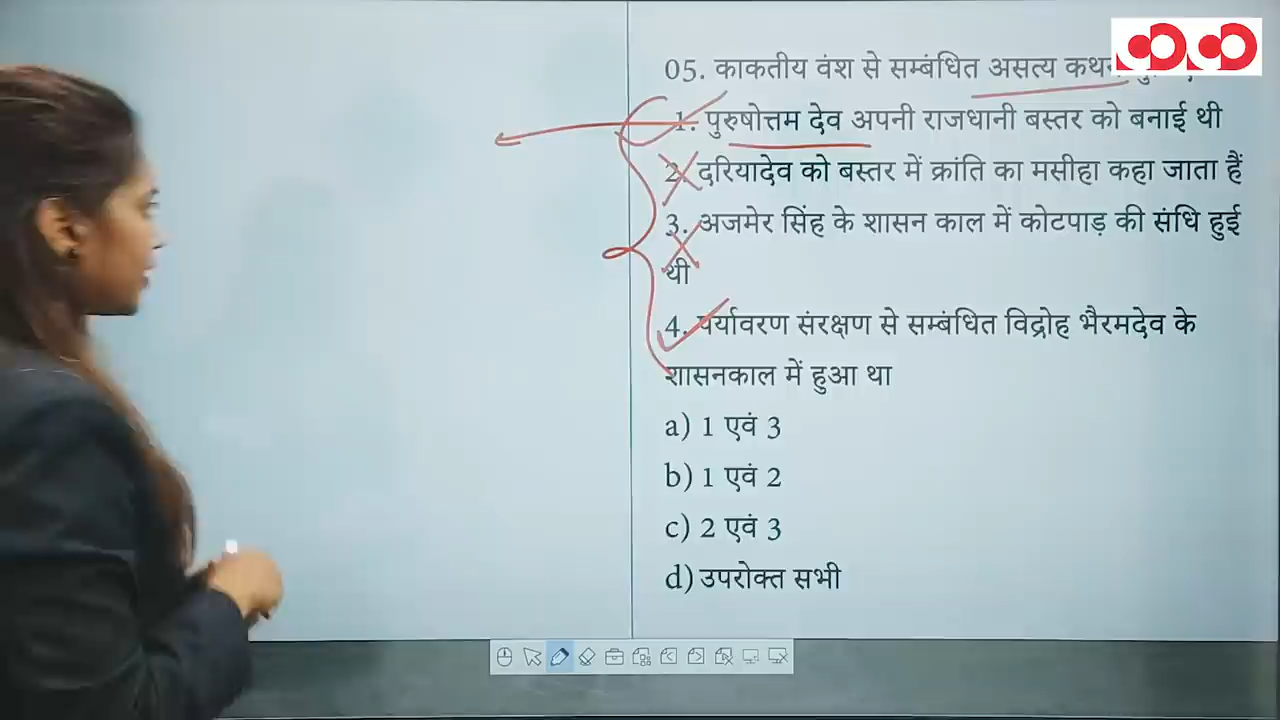 05. काकतीय वंश से सम्बंधित असत्य
1. पुरुषोत्तम देव अपनी राजधानी बस्तर को बनाई थी
2. दरियादेव को बस्तर में क्रांति का मसीहा कहा जाता हैं
3. अजमेर सिंह के शासन काल में कोटपाड़ की संधि हुई
थी
4. पर्यावरण संरक्षण से सम्बंधित विद्रोह भैरमदेव के
शासनकाल में हुआ था
a) 1 एवं 3
b) 1 एवं 2
c) 2 एवं 3
d) उपरोक्त सभी